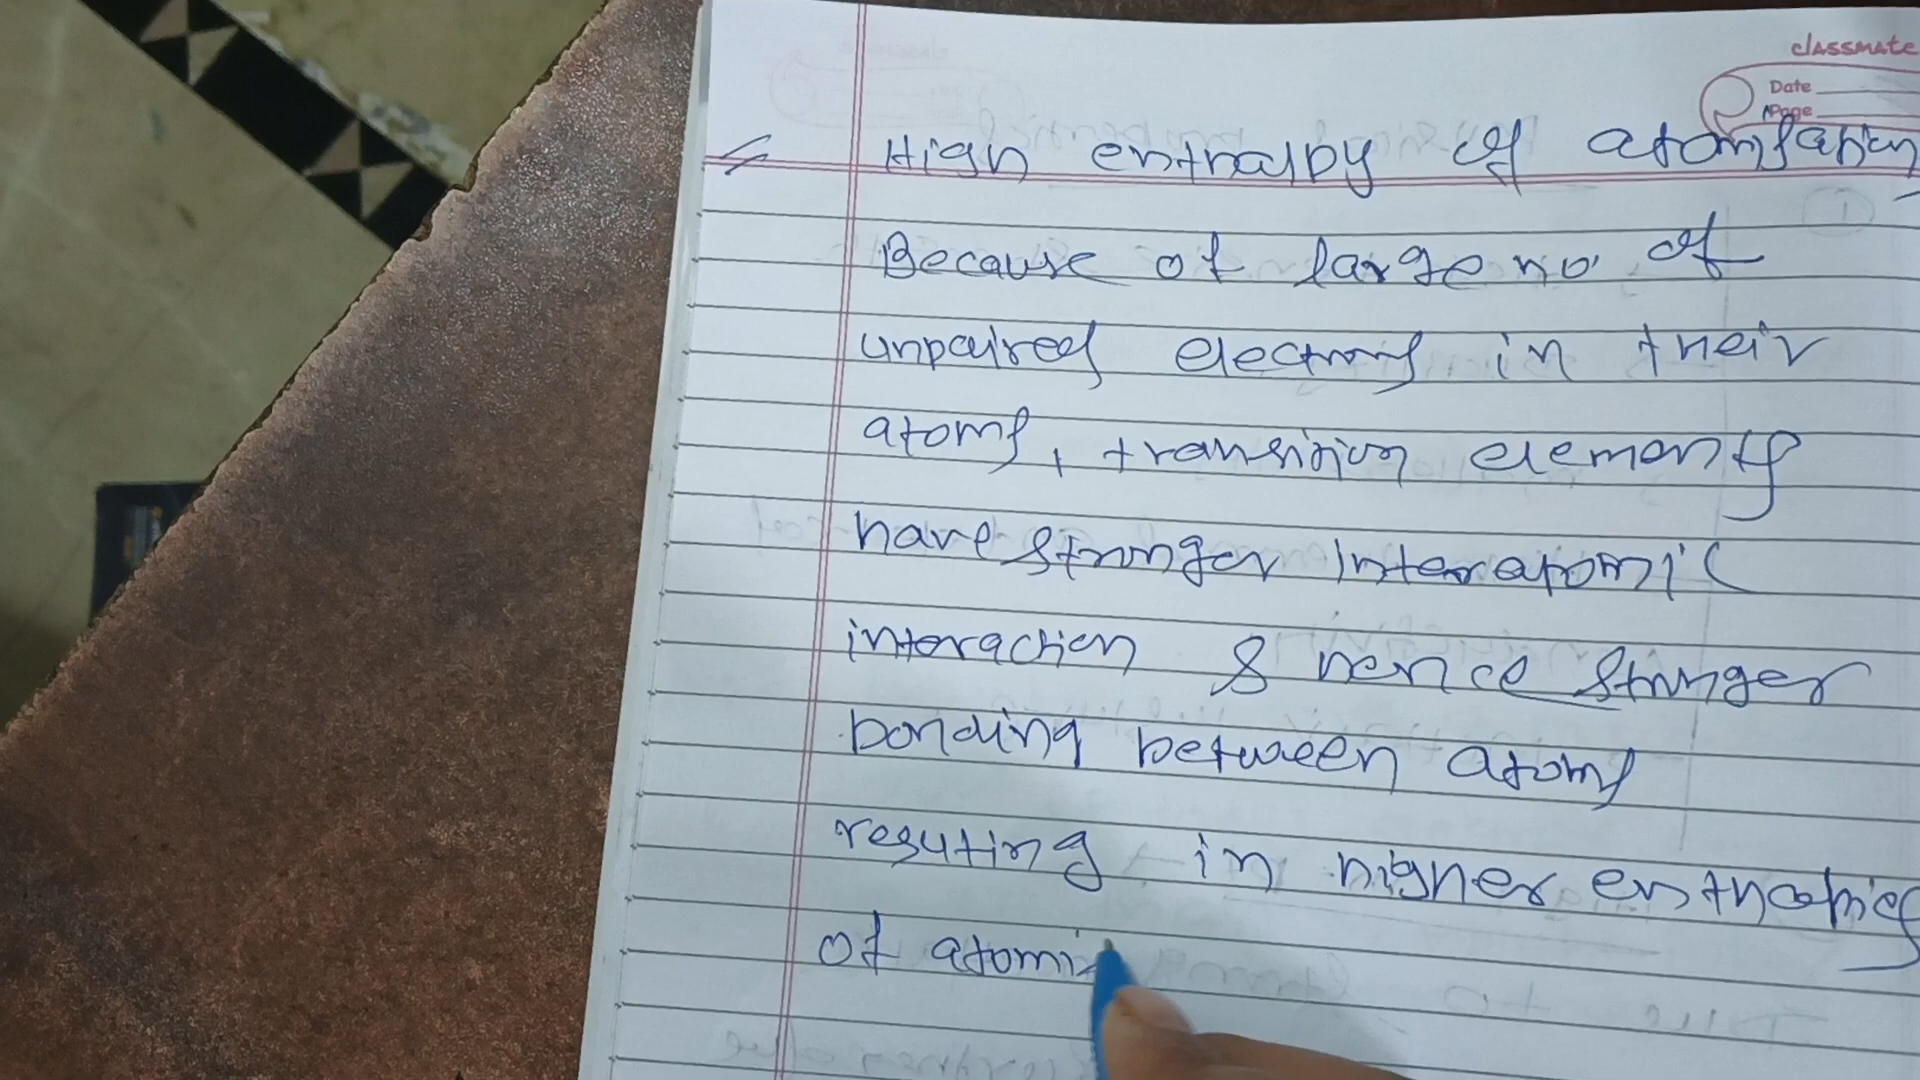 classmate
Date
Page
High enthalpy of atomisation
Because of large no. of
unpaired electrons in their
atoms, transition elements
have stronger interatomic
interaction & hence stronger
bonding between atoms
resuting in higher enthalpies
of atomi